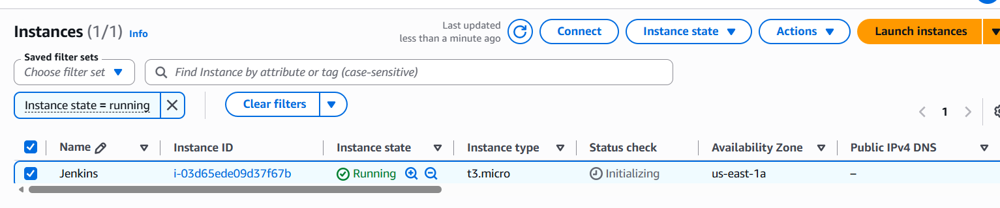 Instances (1/1) Info
Last updated
less than a minute ago
Connect
Instance state
Actions
Launch instances
Saved filter sets
Choose filter set
Find Instance by attribute or tag (case-sensitive)
Instance state = running
Clear filters
1
Name Instance ID Instance state Instance type Status check Availability Zone Public IPv4 DNS
Jenkins i-03d65ede09d37f67b Running t3.micro Initializing us-east-1a –